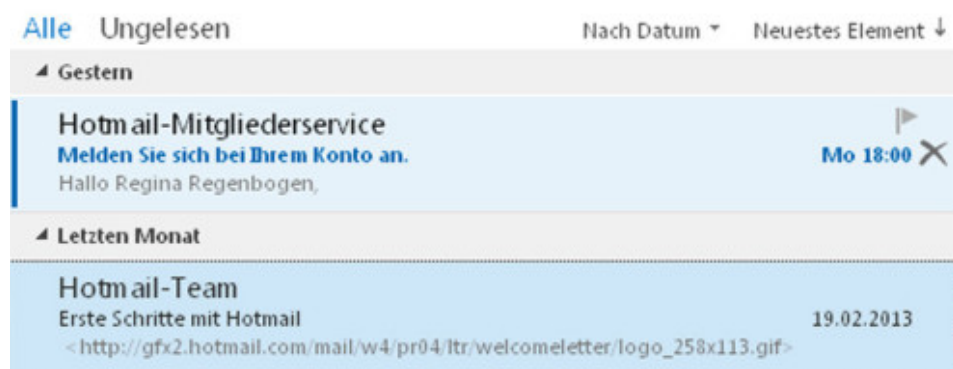 Alle Ungelesen Nach Datum Neuestes Element ↓
Gestern
Hotmail-Mitgliederservice
Melden Sie sich bei Ihrem Konto an. Mo 18:00
Hallo Regina Regenbogen,
Letzten Monat
Hotmail-Team
Erste Schritte mit Hotmail 19.02.2013
<http://gfx2.hotmail.com/mail/w4/pr04/ltr/welcomeletter/logo_258x113.gif>